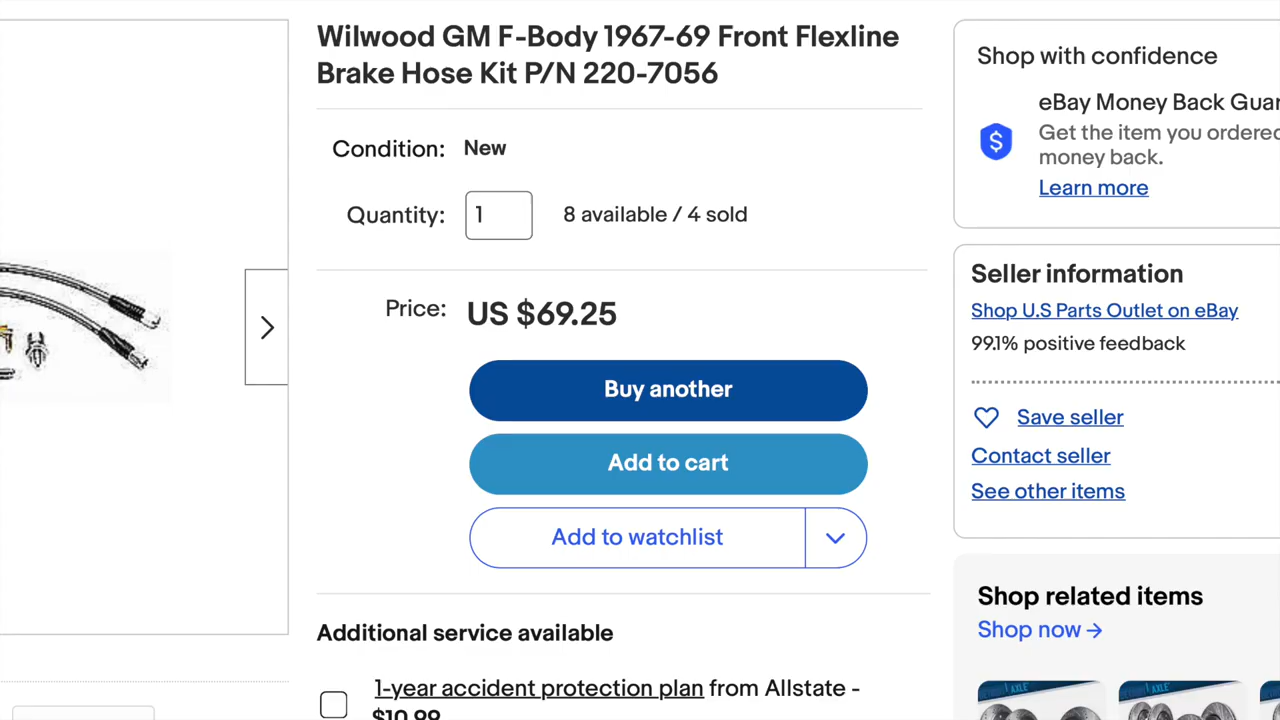 Wilwood GM F-Body 1967-69 Front Flexline
Brake Hose Kit P/N 220-7056
Condition: New
Quantity: 1 8 available / 4 sold
Price: US $69.25
Buy another
Add to cart
Add to watchlist
Additional service available
1-year accident protection plan from Allstate -
$10.99
Shop with confidence
eBay Money Back
Get the item you ordered
money back.
Learn more
Seller information
Shop U.S Parts Outlet on eBay
99.1% positive feedback
Save seller
Contact seller
See other items
Shop related items
Shop now →
AXLE
AXLE